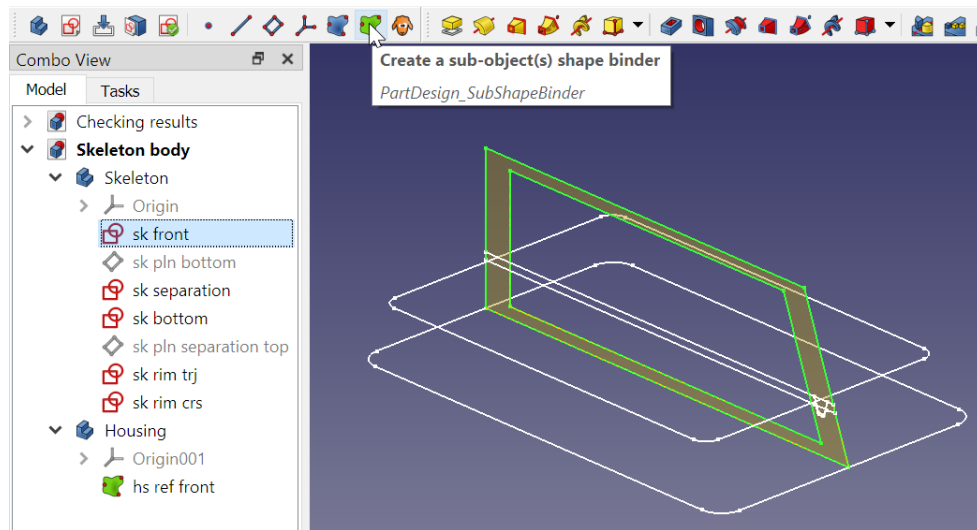 Combo View
Create a sub-object(s) shape binder
PartDesign_SubShapeBinder
Model
Tasks
Checking results
Skeleton body
Skeleton
Origin
sk front
sk pln bottom
sk separation
sk bottom
sk pln separation top
sk rim trj
sk rim crs
Housing
Origin001
hs ref front